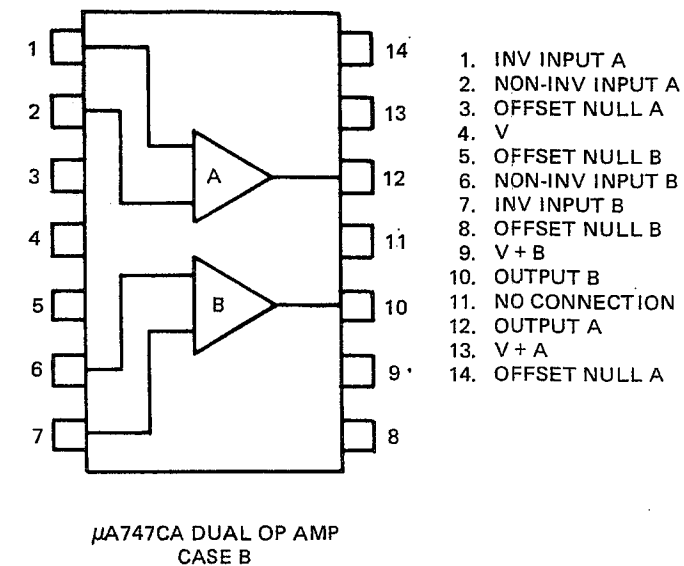 1
2
3
4
5
6
7
14
13
12
11
10
9
8
A
B
1. INV INPUT A
2. NON-INV INPUT A
3. OFFSET NULL A
4. V
5. OFFSET NULL B
6. NON-INV INPUT B
7. INV INPUT B
8. OFFSET NULL B
9. V + B
10. OUTPUT B
11. NO CONNECTION
12. OUTPUT A
13. V + A
14. OFFSET NULL A
µA747CA DUAL OP AMP
CASE B